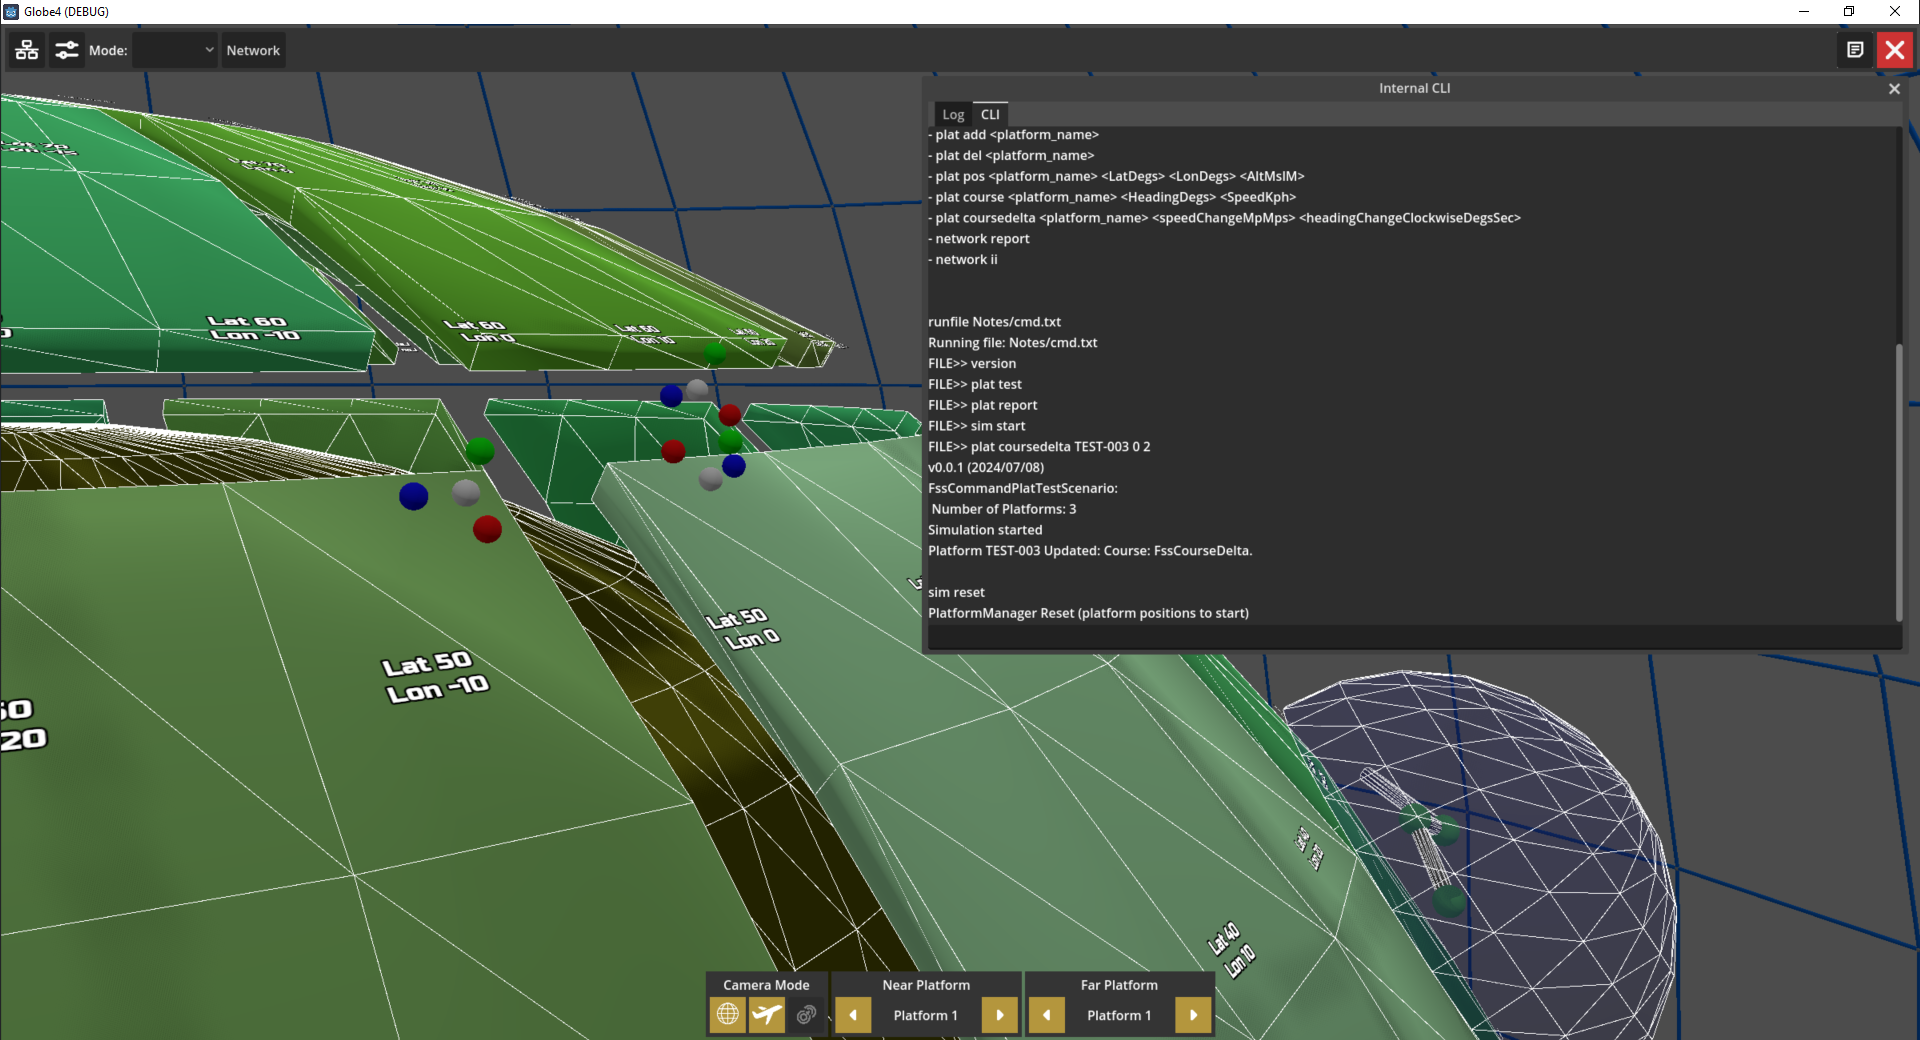 Globe4 (DEBUG)
Mode:
Network
Internal CLI
Log
CLI
- plat add <platform_name>
- plat del <platform_name>
- plat pos <platform_name> <LatDegs> <LonDegs> <AltMslM>
- plat course <platform_name> <HeadingDegs> <SpeedKph>
- plat coursedelta <platform_name> <speedChangeMpMps> <headingChangeClockwiseDegsSec>
- network report
- network ii
runfile Notes/cmd.txt
Running file: Notes/cmd.txt
FILE>> version
FILE>> plat test
FILE>> plat report
FILE>> sim start
FILE>> plat coursedelta TEST-003 0 2
v0.0.1 (2024/07/08)
FssCommandPlatTestScenario:
Number of Platforms: 3
Simulation started
Platform TEST-003 Updated: Course: FssCourseDelta.
sim reset
PlatformManager Reset (platform positions to start)
Lat 60
Lon -10
Lat 60
Lon 0
Lat 60
Lon 10
Lat 50
Lon 0
Lat 50
Lon -10
20
Lat 40
Lon 10
Camera Mode
Near Platform
Platform 1
Far Platform
Platform 1